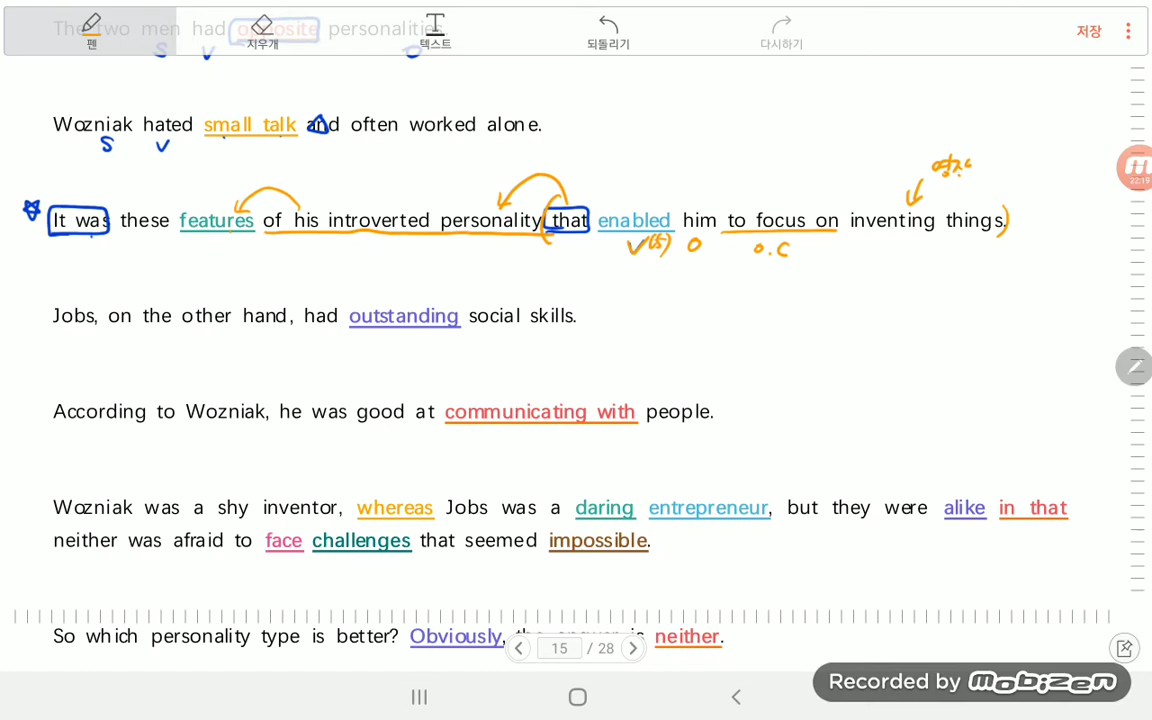 The two men had opposite personalities.
펜 지우개 텍스트 되돌리기 다시하기 저장
S V O
Wozniak hated small talk and often worked alone.
S V
22:19
It was these features of his introverted personality that enabled him to focus on inventing things.
V(5) O O.C
Jobs, on the other hand, had outstanding social skills.
According to Wozniak, he was good at communicating with people.
Wozniak was a shy inventor, whereas Jobs was a daring entrepreneur, but they were alike in that
neither was afraid to face challenges that seemed impossible.
So which personality type is better? Obviously, the answer is neither.
15 / 28
Recorded by mobizen